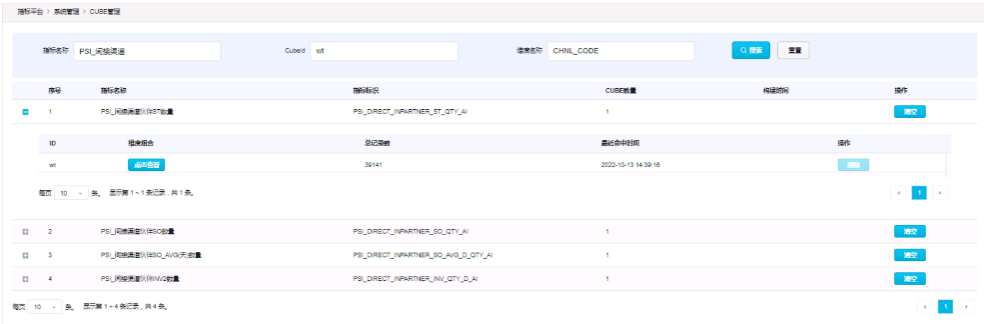 指标平台 > 系统管理 > CUBE管理
指标名称 PSI_间接渠道 CubeId wt 维度名称 CHNL_CODE 搜索 重置
序号 指标名称 指标标识 CUBE数量 构建时间 操作
1 PSI_间接渠道伙伴ST数量 PSI_DIRECT_INPARTNER_ST_QTY_AI 1 清空
ID 维度组合 总记录数 最近命中时间 操作
wt 点击查看 39141 2022-10-13 14:39:16 删除
每页 10 条。 显示第 1 ~ 1 条记录，共 1 条。 1
2 PSI_间接渠道伙伴SO数量 PSI_DIRECT_INPARTNER_SO_QTY_AI 1 清空
3 PSI_间接渠道伙伴SO_AVG(天)数量 PSI_DIRECT_INPARTNER_SO_AVG_D_QTY_AI 1 清空
4 PSI_间接渠道伙伴INV2数量 PSI_DIRECT_INPARTNER_INV_QTY_D_AI 1 清空
每页 10 条。 显示第 1 ~ 4 条记录，共 4 条。 1